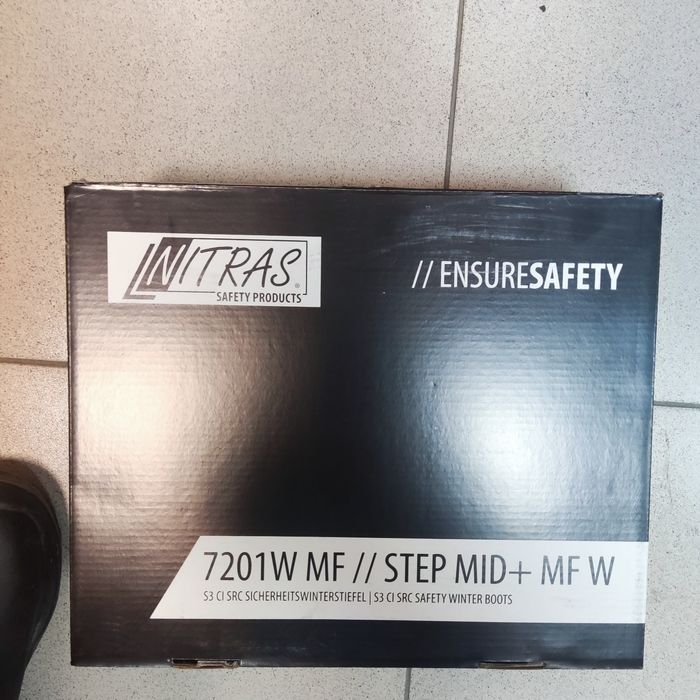 NITRAS®
SAFETY PRODUCTS
// ENSURESAFETY
7201W MF // STEP MID+ MF W
S3 CI SRC SICHERHEITSWINTERSTIEFEL | S3 CI SRC SAFETY WINTER BOOTS